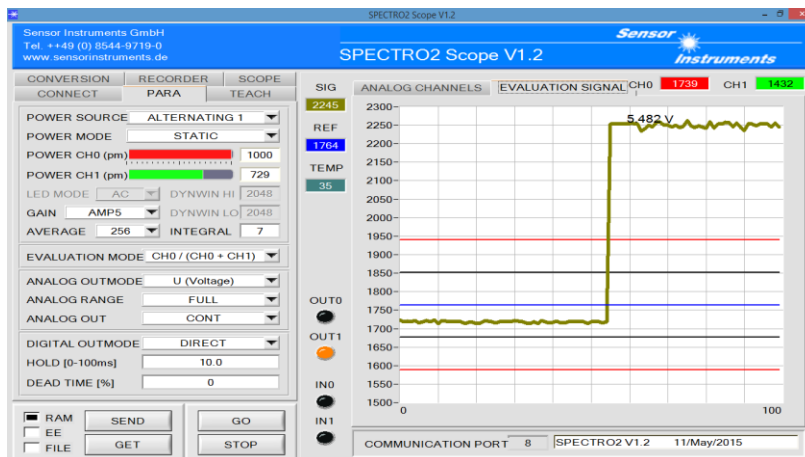 SPECTRO2 Scope V1.2
Sensor Instruments GmbH
Tel. ++49 (0) 8544-9719-0
www.sensorinstruments.de
SPECTRO2 Scope V1.2
Sensor
Instruments
CONVERSION RECORDER SCOPE
CONNECT PARA TEACH
POWER SOURCE ALTERNATING 1
POWER MODE STATIC
POWER CH0 (pm) 1000
POWER CH1 (pm) 729
LED MODE AC DYNWIN HI 2048
GAIN AMP5 DYNWIN LO 2048
AVERAGE 256 INTEGRAL 7
EVALUATION MODE CH0 / (CH0 + CH1)
ANALOG OUTMODE U (Voltage)
ANALOG RANGE FULL
ANALOG OUT CONT
DIGITAL OUTMODE DIRECT
HOLD [0-100ms] 10.0
DEAD TIME [%] 0
RAM
EE
FILE
SEND GO
GET STOP
SIG
2245
REF
1764
TEMP
35
OUT0
OUT1
IN0
IN1
ANALOG CHANNELS EVALUATION SIGNAL CH0 1739 CH1 1432
5.482 V
2300
2250
2200
2150
2100
2050
2000
1950
1900
1850
1800
1750
1700
1650
1600
1550
1500
0 100
COMMUNICATION PORT 8 SPECTRO2 V1.2 11/May/2015